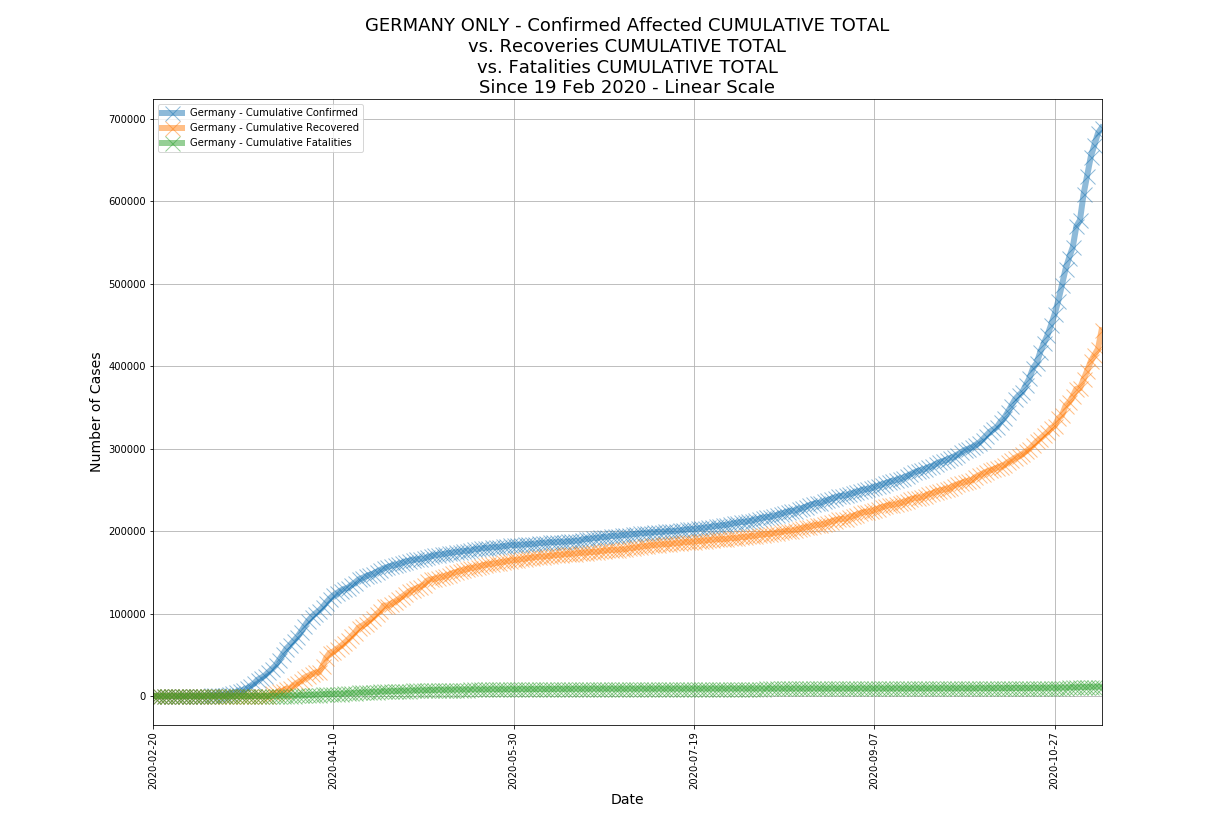 GERMANY ONLY - Confirmed Affected CUMULATIVE TOTAL
vs. Recoveries CUMULATIVE TOTAL
vs. Fatalities CUMULATIVE TOTAL
Since 19 Feb 2020 - Linear Scale
Germany - Cumulative Confirmed
Germany - Cumulative Recovered
Germany - Cumulative Fatalities
Number of Cases
700000
600000
500000
400000
300000
200000
100000
0
2020-02-20
2020-04-10
2020-05-30
2020-07-19
2020-09-07
2020-10-27
Date